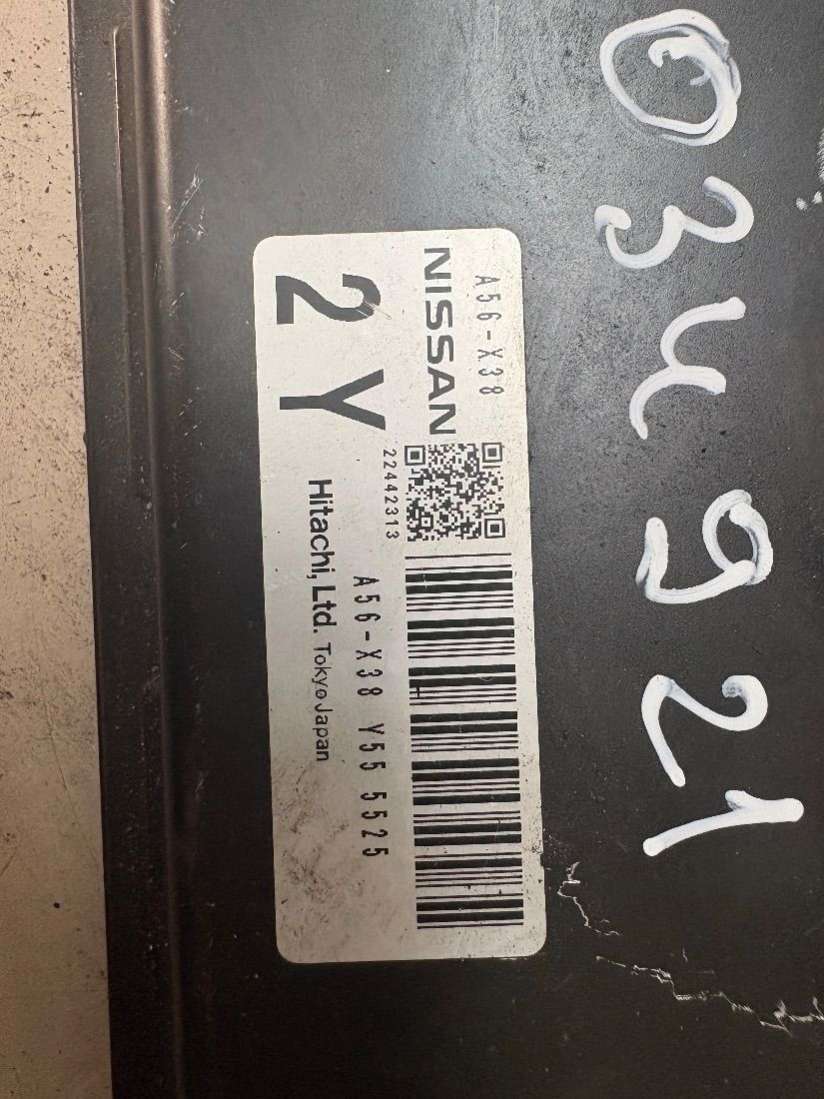 034921
A56-X38
NISSAN
22442313
2Y
A56-X38 Y55 5525
Hitachi, Ltd. Tokyo Japan